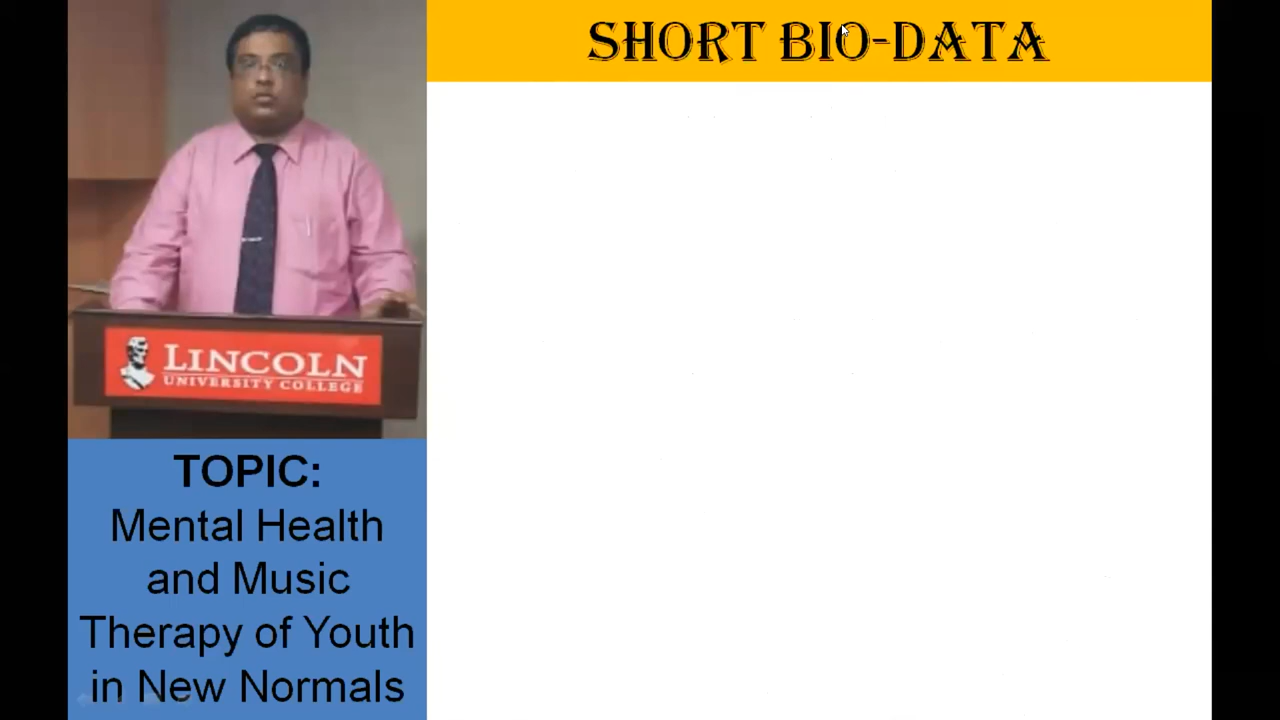 SHORT BIO-DATA
LINCOLN
UNIVERSITY COLLEGE
TOPIC:
Mental Health
and Music
Therapy of Youth
in New Normals